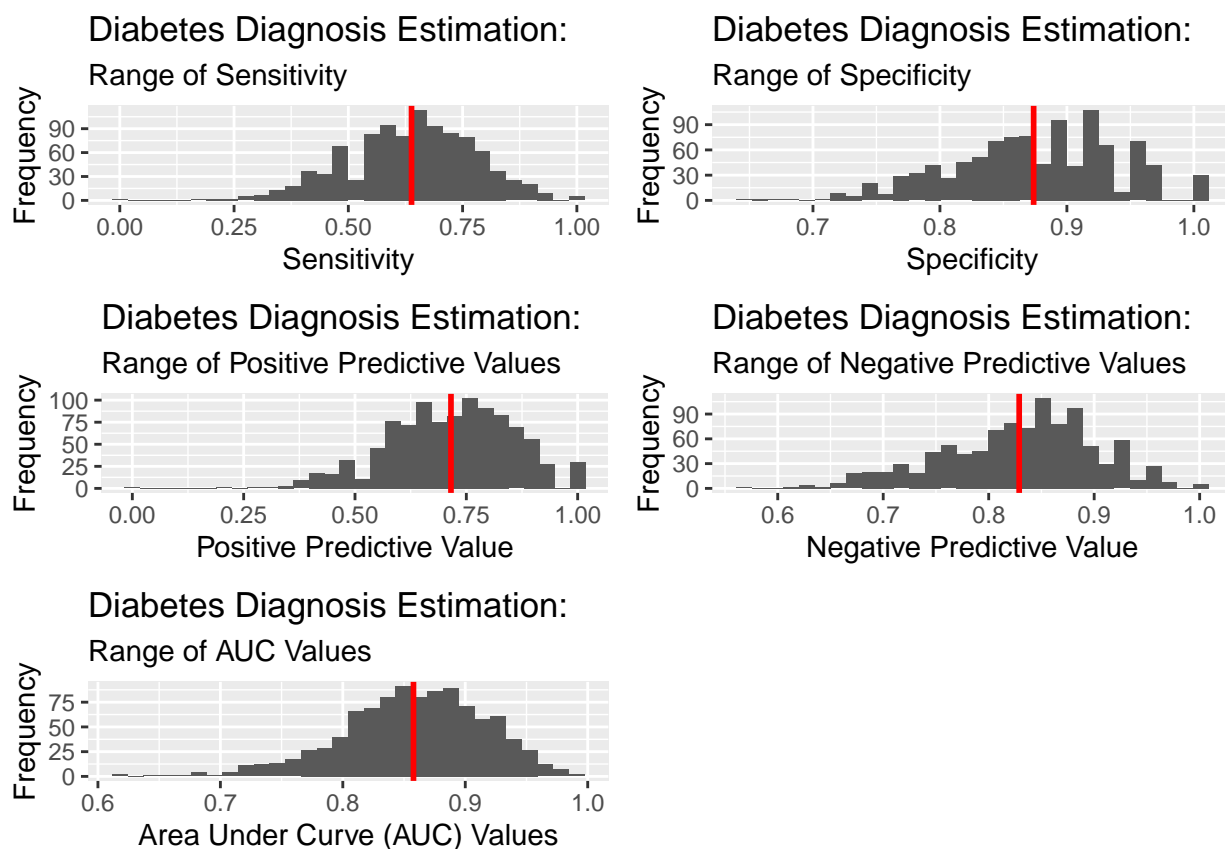 Diabetes Diagnosis Estimation:
Range of Sensitivity
Frequency
90
60
30
0
0.00 0.25 0.50 0.75 1.00
Sensitivity
Diabetes Diagnosis Estimation:
Range of Specificity
Frequency
90
60
30
0
0.7 0.8 0.9 1.0
Specificity
Diabetes Diagnosis Estimation:
Range of Positive Predictive Values
Frequency
100
75
50
25
0
0.00 0.25 0.50 0.75 1.00
Positive Predictive Value
Diabetes Diagnosis Estimation:
Range of Negative Predictive Values
Frequency
90
60
30
0
0.6 0.7 0.8 0.9 1.0
Negative Predictive Value
Diabetes Diagnosis Estimation:
Range of AUC Values
Frequency
75
50
25
0
0.6 0.7 0.8 0.9 1.0
Area Under Curve (AUC) Values